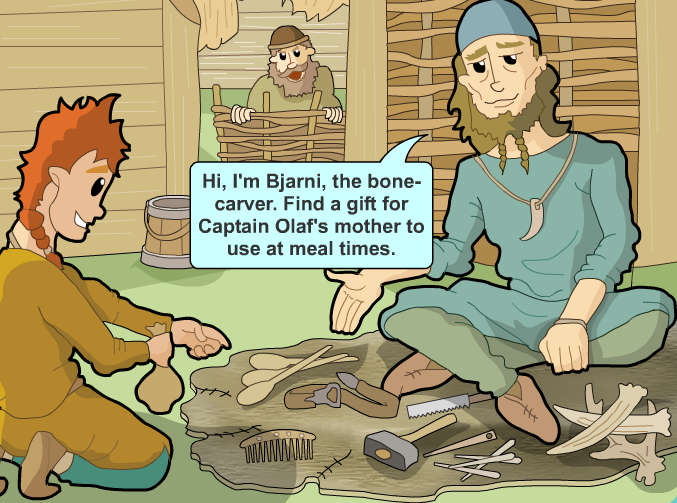 Hi, I'm Bjarni, the bone-
carver. Find a gift for
Captain Olaf's mother to
use at meal times.